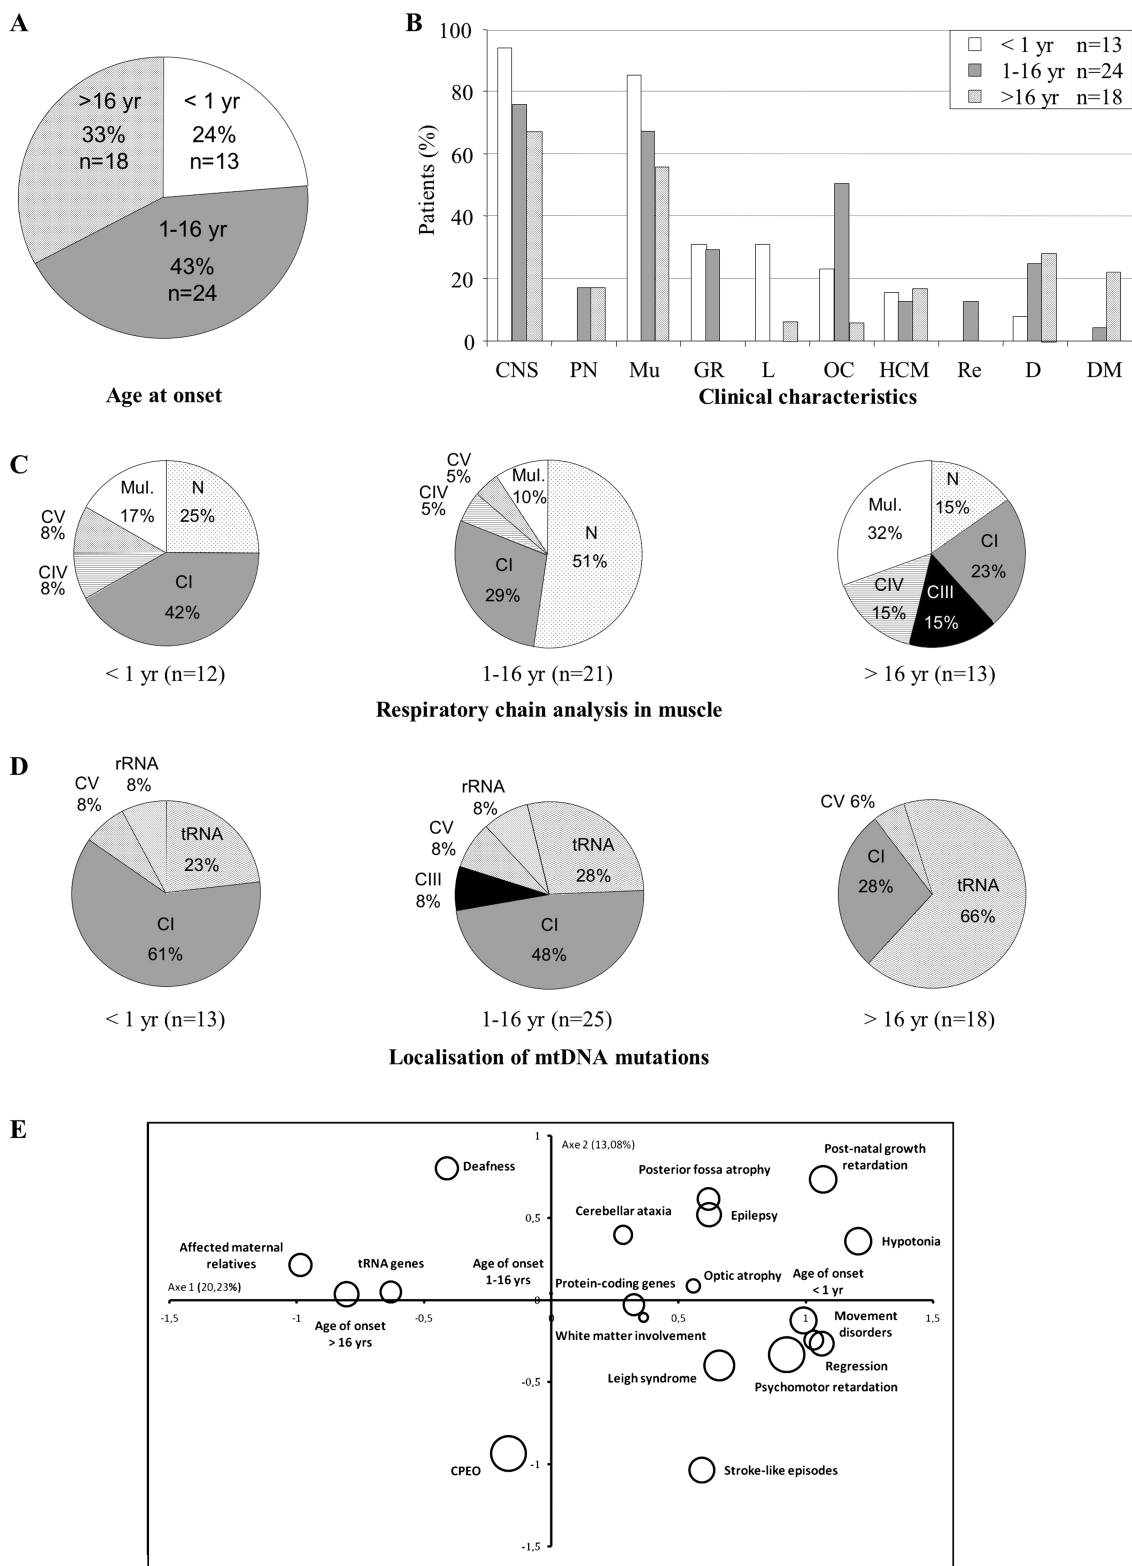 A
>16 yr
33%
n=18
< 1 yr
24%
n=13
1-16 yr
43%
n=24
Age at onset
B
100
80
60
40
20
0
Patients (%)
< 1 yr n=13
1-16 yr n=24
>16 yr n=18
CNS PN Mu GR L OC HCM Re D DM
Clinical characteristics
C
Mul.
17%
N
25%
CV
8%
CIV
8%
CI
42%
< 1 yr (n=12)
CV
5%
Mul.
10%
CIV
5%
N
51%
CI
29%
1-16 yr (n=21)
N
15%
Mul.
32%
CI
23%
CIV
15%
CIII
15%
> 16 yr (n=13)
Respiratory chain analysis in muscle
D
rRNA
8%
CV
8%
tRNA
23%
CI
61%
< 1 yr (n=13)
rRNA
8%
CV
8%
tRNA
28%
CIII
8%
CI
48%
1-16 yr (n=25)
CV 6%
CI
28%
tRNA
66%
> 16 yr (n=18)
Localisation of mtDNA mutations
E
1
Axe 2 (13,08%)
Post-natal growth
retardation
Deafness
Posterior fossa atrophy
0,5
Cerebellar ataxia
Epilepsy
Hypotonia
Affected maternal
relatives
tRNA genes
Age of onset
1-16 yrs
Optic atrophy
Age of onset
< 1 yr
Axe 1 (20,23%)
Protein-coding genes
0
-1,5 -1 -0,5 0 0,5 1 1,5
Age of onset
> 16 yrs
Movement
disorders
White matter involvement
Regression
Leigh syndrome
-0,5
Psychomotor retardation
CPEO
-1
Stroke-like episodes
-1,5